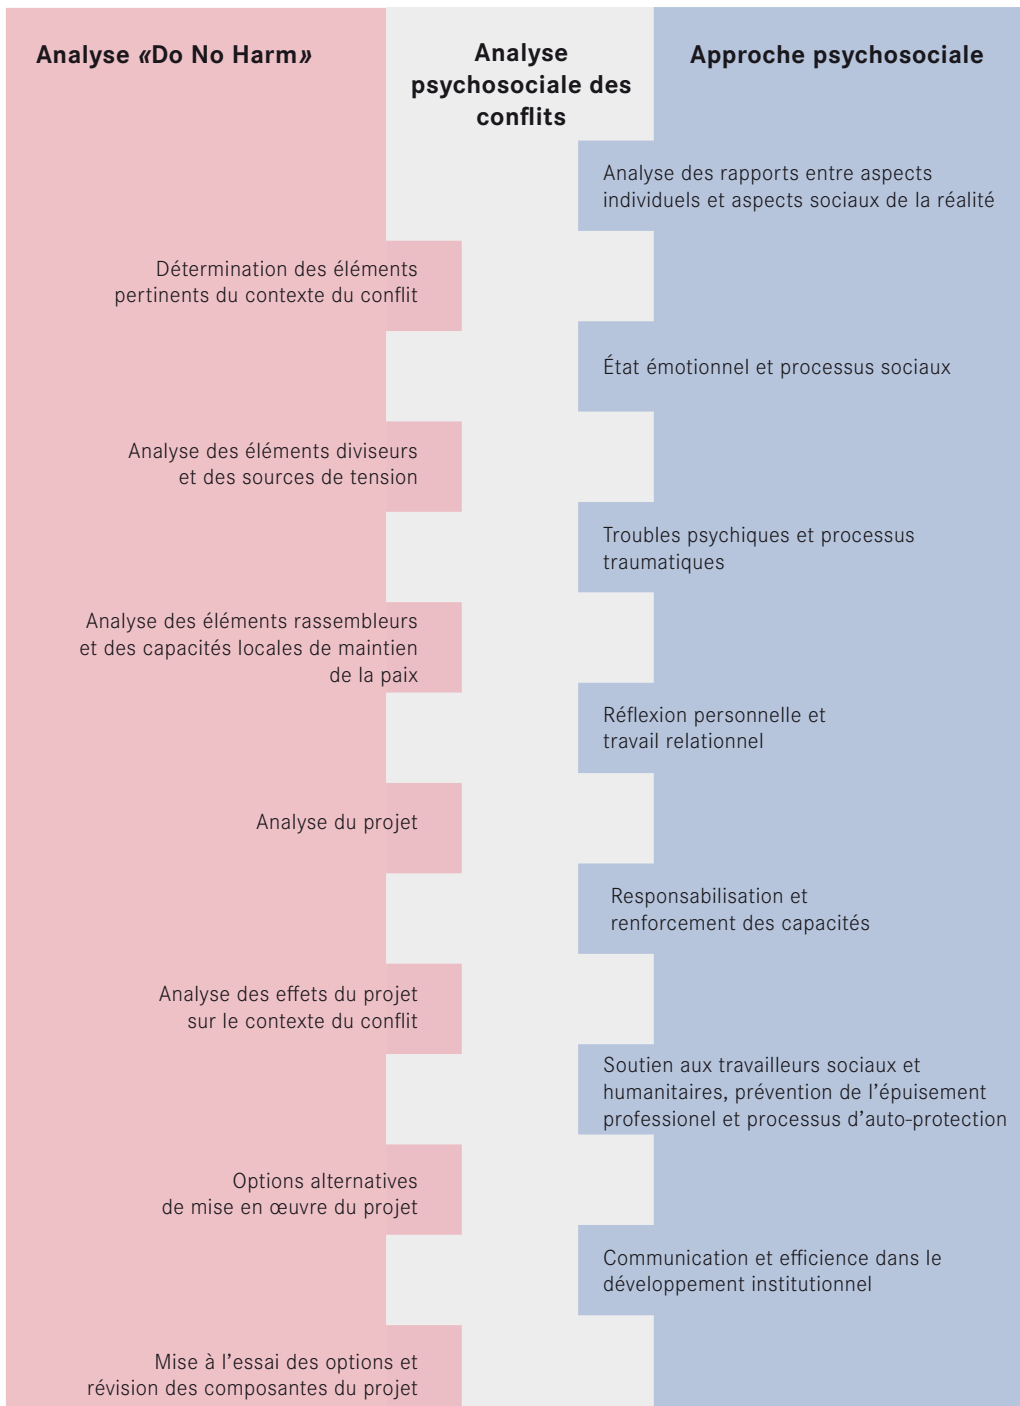 Analyse «Do No Harm»
Analyse
psychosociale des
conflits
Approche psychosociale
Analyse des rapports entre aspects
individuels et aspects sociaux de la réalité
Détermination des éléments
pertinents du contexte du conflit
État émotionnel et processus sociaux
Analyse des éléments diviseurs
et des sources de tension
Troubles psychiques et processus
traumatiques
Analyse des éléments rassembleurs
et des capacités locales de maintien
de la paix
Réflexion personnelle et
travail relationnel
Analyse du projet
Responsabilisation et
renforcement des capacités
Analyse des effets du projet
sur le contexte du conflit
Soutien aux travailleurs sociaux et
humanitaires, prévention de l'épuisement
professionel et processus d'auto-protection
Options alternatives
de mise en œuvre du projet
Communication et efficience dans le
développement institutionnel
Mise à l'essai des options et
révision des composantes du projet